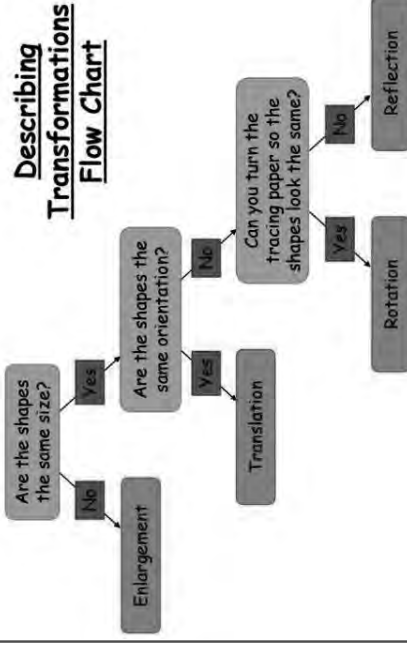 Describing
Transformations
Flow Chart
Are the shapes
the same size?
No
Yes
Enlargement
Are the shapes the
same orientation?
Yes
No
Translation
Can you turn the
tracing paper so the
shapes look the same?
Yes
No
Rotation
Reflection